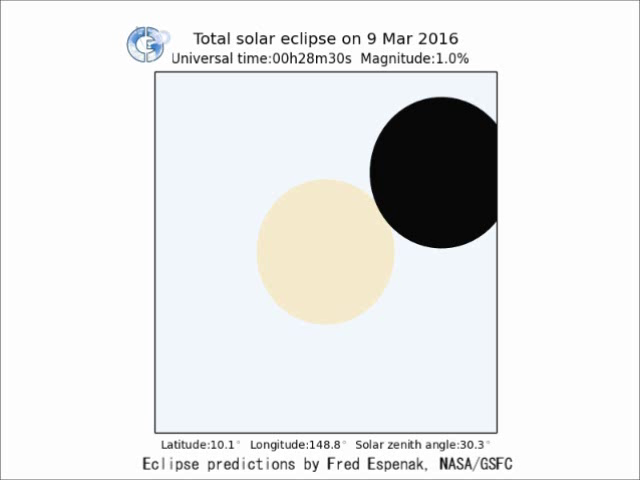 Total solar eclipse on 9 Mar 2016
Universal time:00h28m30s Magnitude:1.0%
Latitude:10.1° Longitude:148.8° Solar zenith angle:30.3°
Eclipse predictions by Fred Espenak, NASA/GSFC